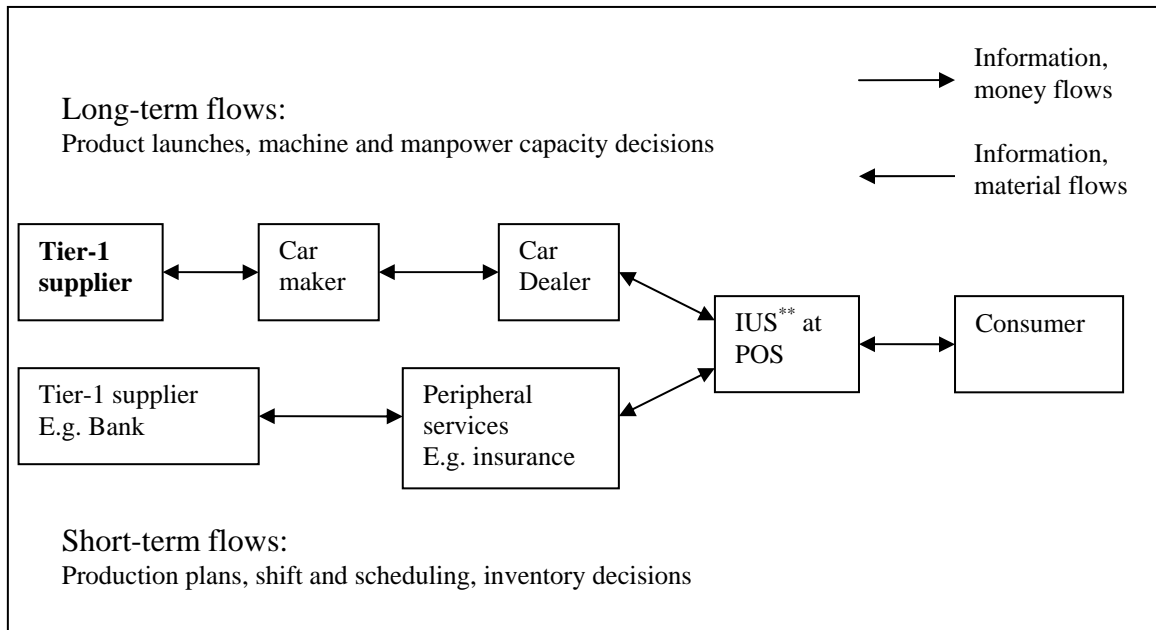 Information,
money flows
Long-term flows:
Product launches, machine and manpower capacity decisions
Information,
material flows
Tier-1
supplier
Car
maker
Car
Dealer
IUS** at
POS
Consumer
Tier-1 supplier
E.g. Bank
Peripheral
services
E.g. insurance
Short-term flows:
Production plans, shift and scheduling, inventory decisions